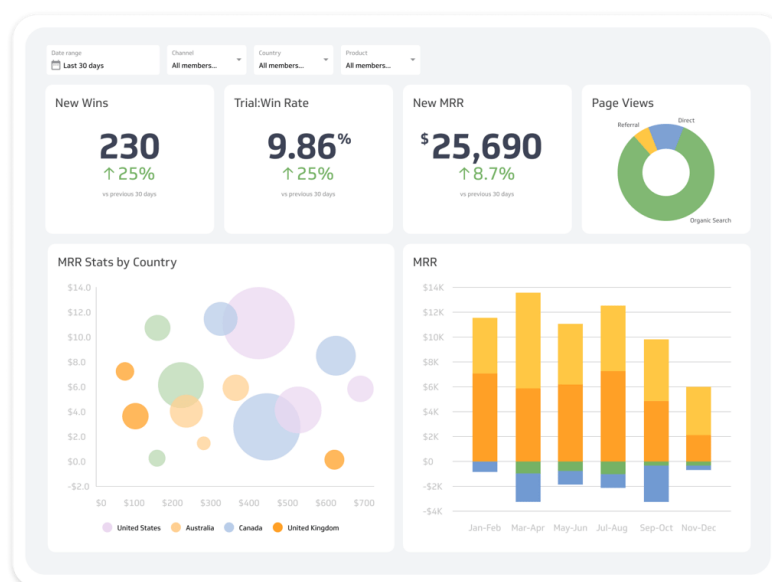 Date range
Last 30 days
Channel
All members...
Country
All members...
Product
All members...
New Wins
230
↑25%
vs previous 30 days
Trial:Win Rate
9.86%
↑25%
vs previous 30 days
New MRR
$25,690
↑8.7%
vs previous 30 days
Page Views
Referral
Direct
Organic Search
MRR Stats by Country
$14.0
$12.0
$10.0
$8.0
$6.0
$4.0
$2.0
$0.0
-$2.0
$0 $100 $200 $300 $400 $500 $600 $700
United States Australia Canada United Kingdom
MRR
$14K
$12K
$10K
$8K
$6K
$4K
$2K
$0
-$2K
-$4K
Jan-Feb Mar-Apr May-Jun Jul-Aug Sep-Oct Nov-Dec